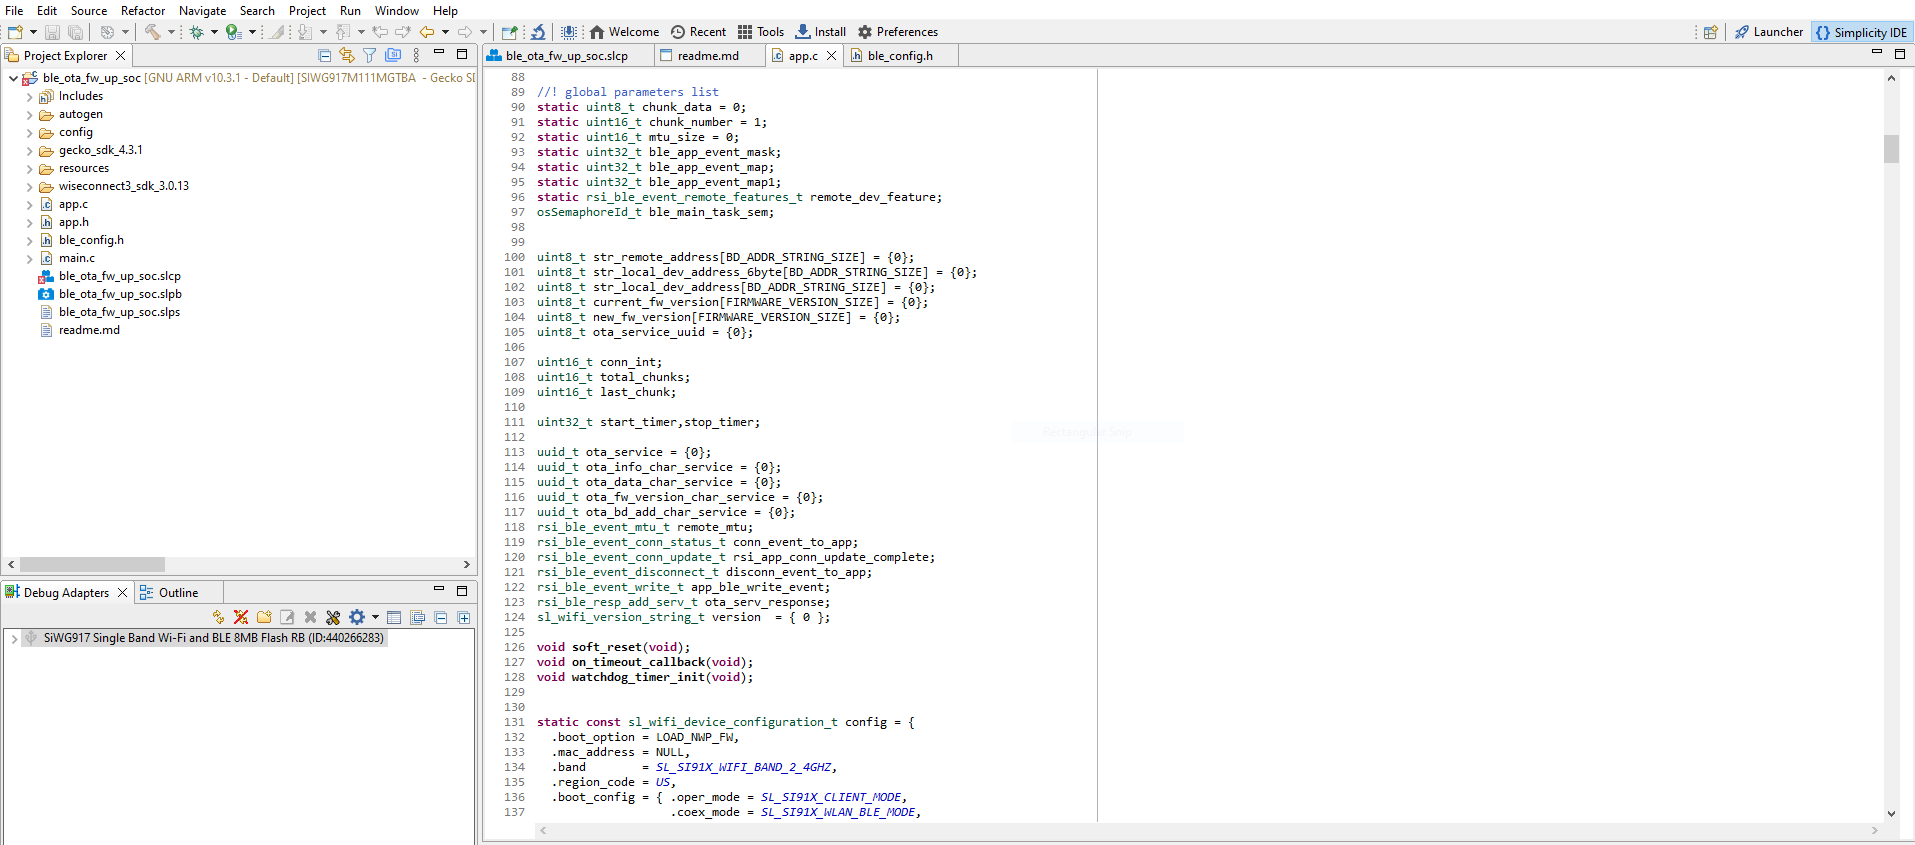 File Edit Source Refactor Navigate Search Project Run Window Help
Welcome Recent Tools Install Preferences Launcher Simplicity IDE
Project Explorer
ble_ota_fw_up_soc [GNU ARM v10.3.1 - Default] [SIWG917M111MGTBA - Gecko SD
Includes
autogen
config
gecko_sdk_4.3.1
resources
wiseconnect3_sdk_3.0.13
app.c
app.h
ble_config.h
main.c
ble_ota_fw_up_soc.slcp
ble_ota_fw_up_soc.slpb
ble_ota_fw_up_soc.slps
readme.md
Debug Adapters Outline
SiWG917 Single Band Wi-Fi and BLE 8MB Flash RB (ID:440266283)
ble_ota_fw_up_soc.slcp readme.md app.c ble_config.h
88
89 //! global parameters list
90 static uint8_t chunk_data = 0;
91 static uint16_t chunk_number = 1;
92 static uint16_t mtu_size = 0;
93 static uint32_t ble_app_event_mask;
94 static uint32_t ble_app_event_map;
95 static uint32_t ble_app_event_map1;
96 static rsi_ble_event_remote_features_t remote_dev_feature;
97 osSemaphoreId_t ble_main_task_sem;
98
99
100 uint8_t str_remote_address[BD_ADDR_STRING_SIZE] = {0};
101 uint8_t str_local_dev_address_6byte[BD_ADDR_STRING_SIZE] = {0};
102 uint8_t str_local_dev_address[BD_ADDR_STRING_SIZE] = {0};
103 uint8_t current_fw_version[FIRMWARE_VERSION_SIZE] = {0};
104 uint8_t new_fw_version[FIRMWARE_VERSION_SIZE] = {0};
105 uint8_t ota_service_uuid = {0};
106
107 uint16_t conn_int;
108 uint16_t total_chunks;
109 uint16_t last_chunk;
110
111 uint32_t start_timer,stop_timer;
112
113 uuid_t ota_service = {0};
114 uuid_t ota_info_char_service = {0};
115 uuid_t ota_data_char_service = {0};
116 uuid_t ota_fw_version_char_service = {0};
117 uuid_t ota_bd_add_char_service = {0};
118 rsi_ble_event_mtu_t remote_mtu;
119 rsi_ble_event_conn_status_t conn_event_to_app;
120 rsi_ble_event_conn_update_t rsi_app_conn_update_complete;
121 rsi_ble_event_disconnect_t disconn_event_to_app;
122 rsi_ble_event_write_t app_ble_write_event;
123 rsi_ble_resp_add_serv_t ota_serv_response;
124 sl_wifi_version_string_t version = { 0 };
125
126 void soft_reset(void);
127 void on_timeout_callback(void);
128 void watchdog_timer_init(void);
129
130
131 static const sl_wifi_device_configuration_t config = {
132 .boot_option = LOAD_NWP_FW,
133 .mac_address = NULL,
134 .band = SL_SI91X_WIFI_BAND_2_4GHZ,
135 .region_code = US,
136 .boot_config = { .oper_mode = SL_SI91X_CLIENT_MODE,
137 .coex_mode = SL_SI91X_WLAN_BLE_MODE,
Rectangular Snip